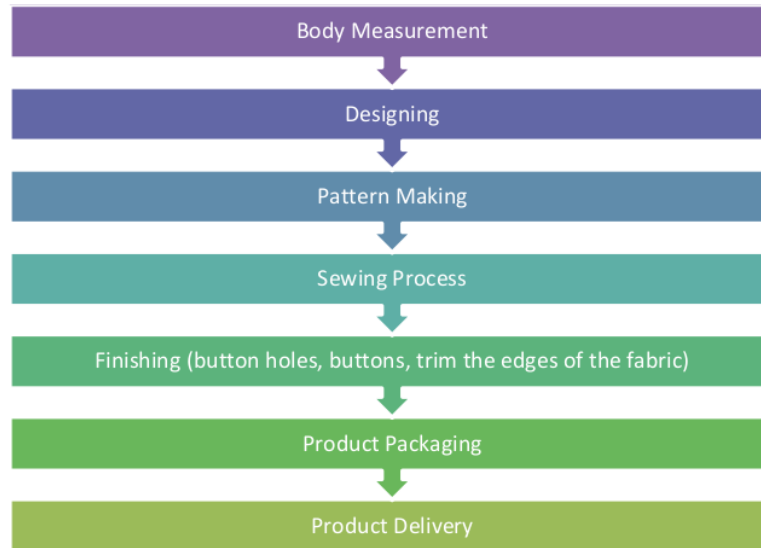 Body Measurement
Designing
Pattern Making
Sewing Process
Finishing (button holes, buttons, trim the edges of the fabric)
Product Packaging
Product Delivery